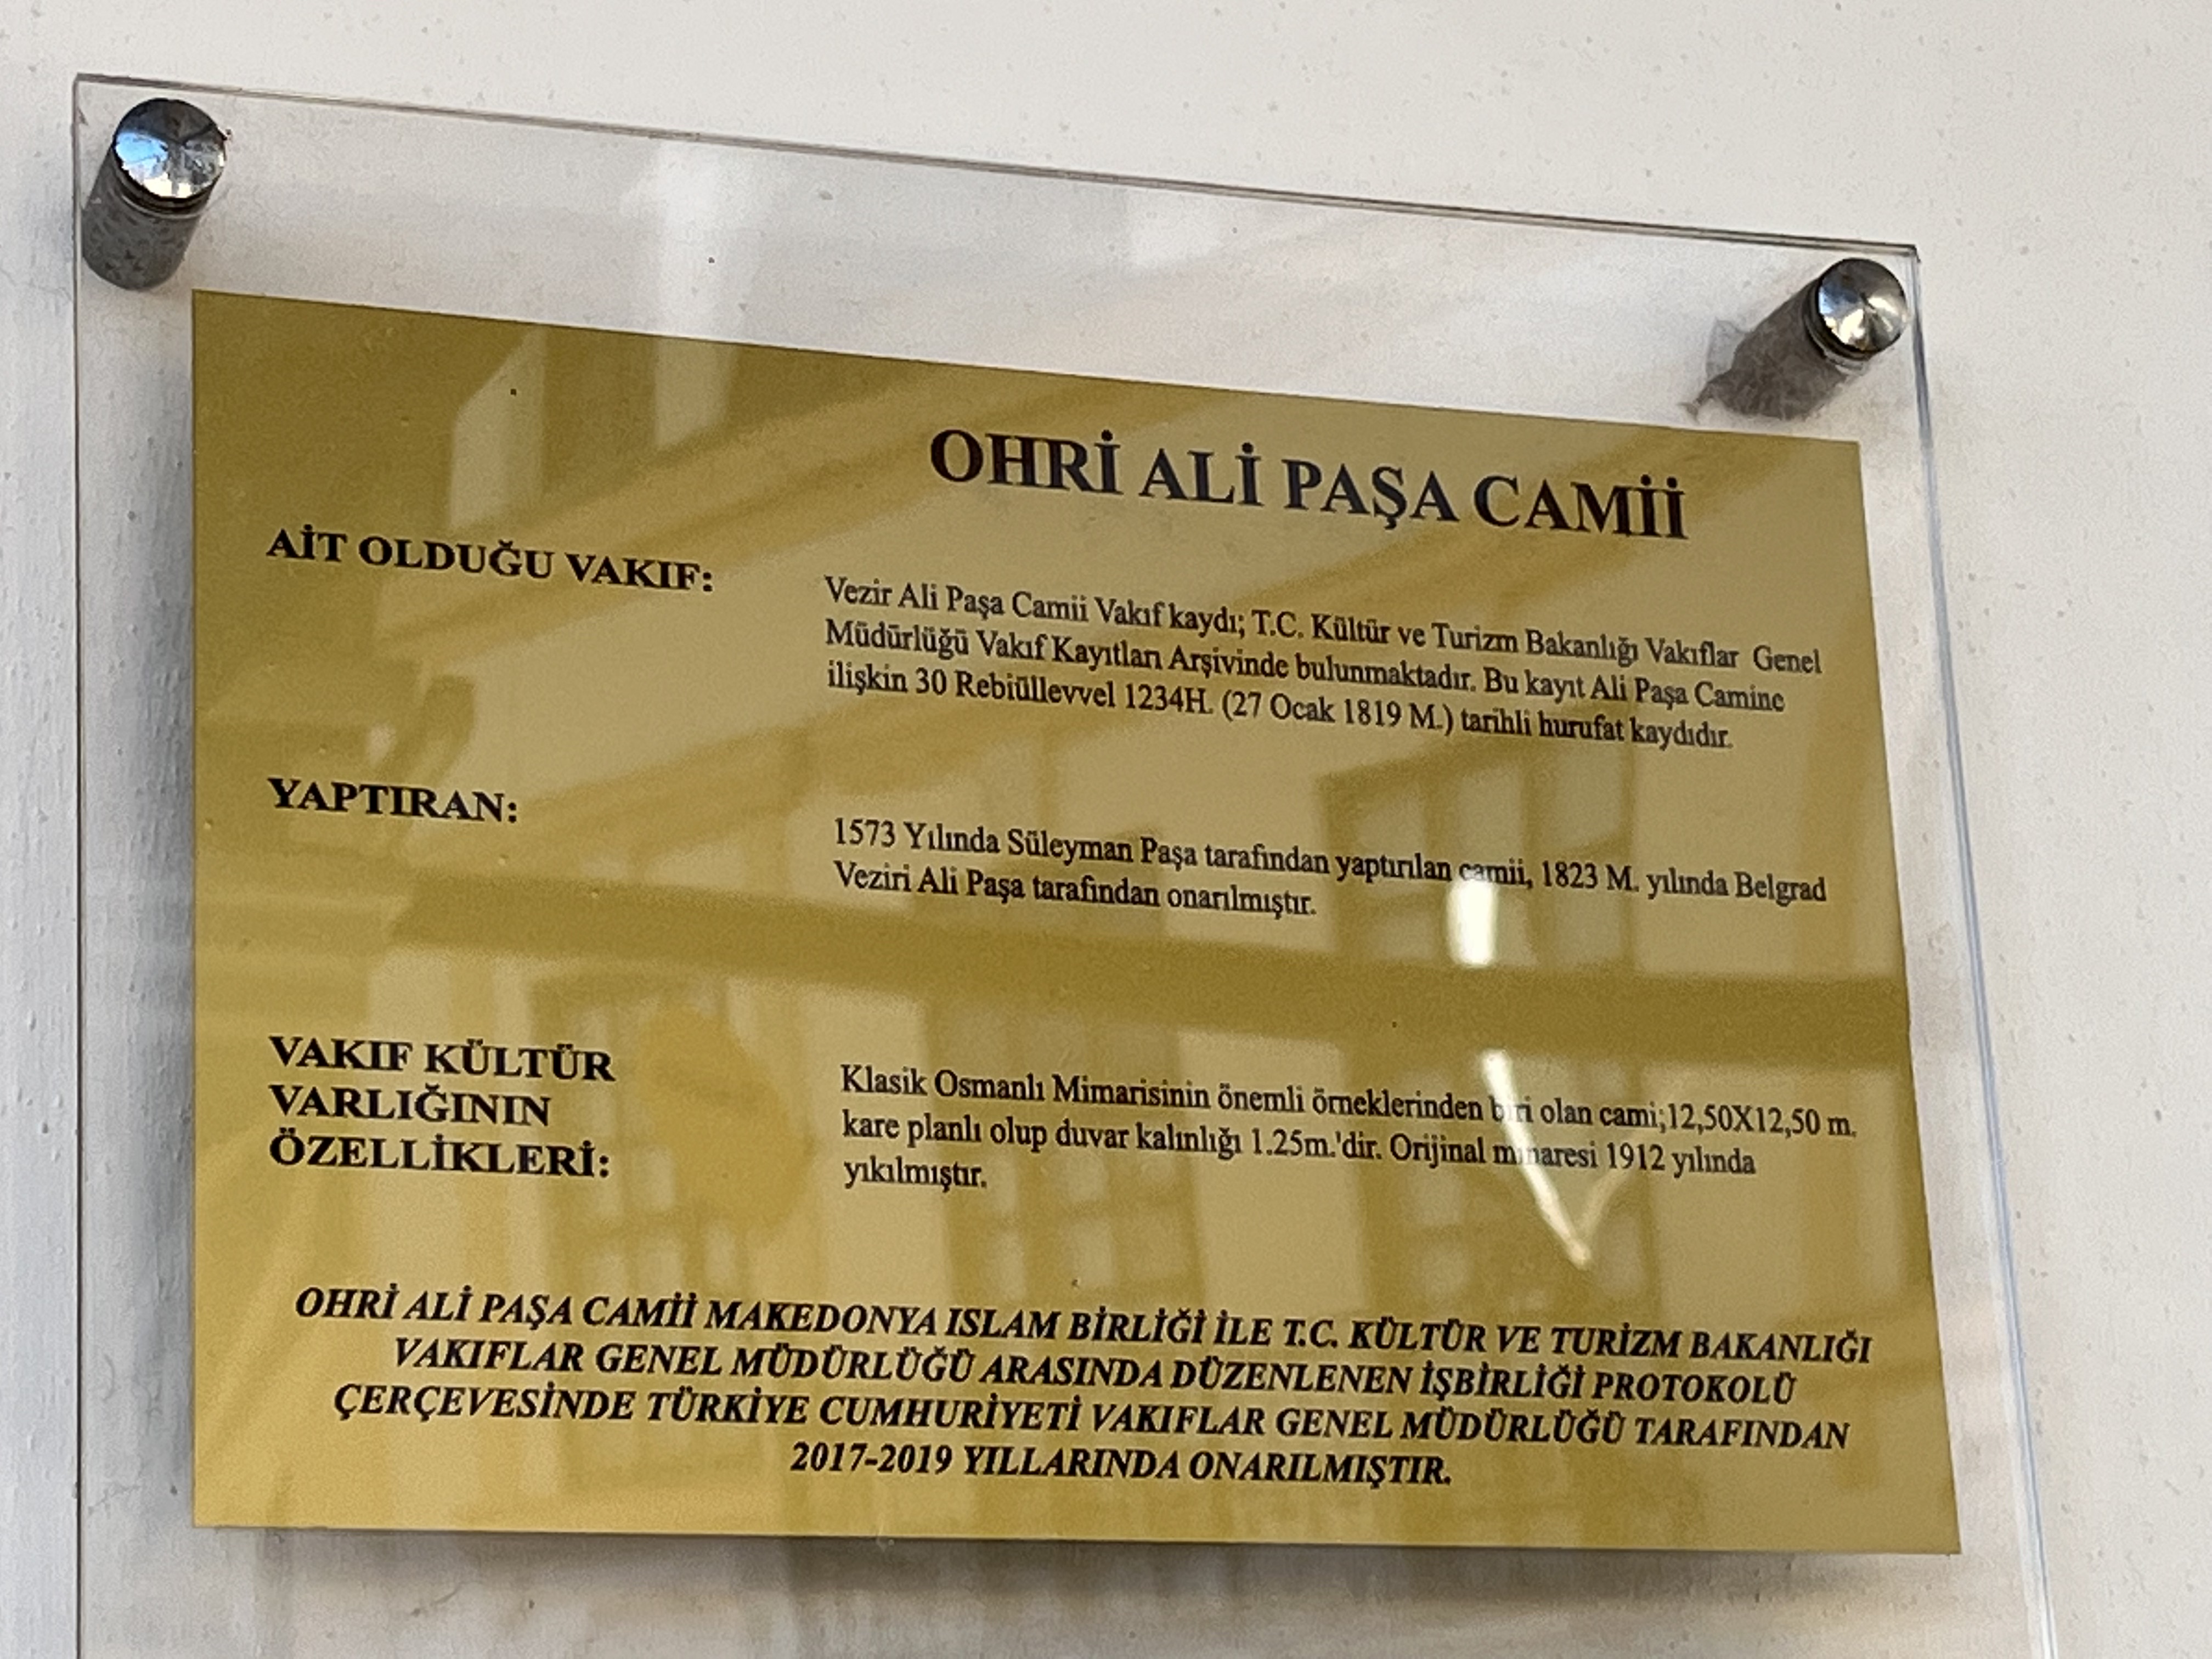 OHRİ ALİ PAŞA CAMİİ
AİT OLDUĞU VAKIF:
Vezir Ali Paşa Camii Vakıf kaydı; T.C. Kültür ve Turizm Bakanlığı Vakıflar Genel
Müdürlüğü Vakıf Kayıtları Arşivinde bulunmaktadır. Bu kayıt Ali Paşa Camine
ilişkin 30 Rebiüllevvel 1234H. (27 Ocak 1819 M.) tarihli hurufat kaydıdır.
YAPTIRAN:
1573 Yılında Süleyman Paşa tarafından yaptırılan camii, 1823 M. yılında Belgrad
Veziri Ali Paşa tarafından onarılmıştır.
VAKIF KÜLTÜR
VARLIĞININ
ÖZELLİKLERİ:
Klasik Osmanlı Mimarisinin önemli örneklerinden biri olan cami;12,50X12,50 m.
kare planlı olup duvar kalınlığı 1.25m.'dir. Orijinal minaresi 1912 yılında
yıkılmıştır.
OHRİ ALİ PAŞA CAMİİ MAKEDONYA ISLAM BİRLİĞİ İLE T.C. KÜLTÜR VE TURİZM BAKANLIĞI
VAKIFLAR GENEL MÜDÜRLÜĞÜ ARASINDA DÜZENLENEN İŞBİRLİĞİ PROTOKOLÜ
ÇERÇEVESİNDE TÜRKİYE CUMHURİYETİ VAKIFLAR GENEL MÜDÜRLÜĞÜ TARAFINDAN
2017-2019 YILLARINDA ONARILMIŞTIR.